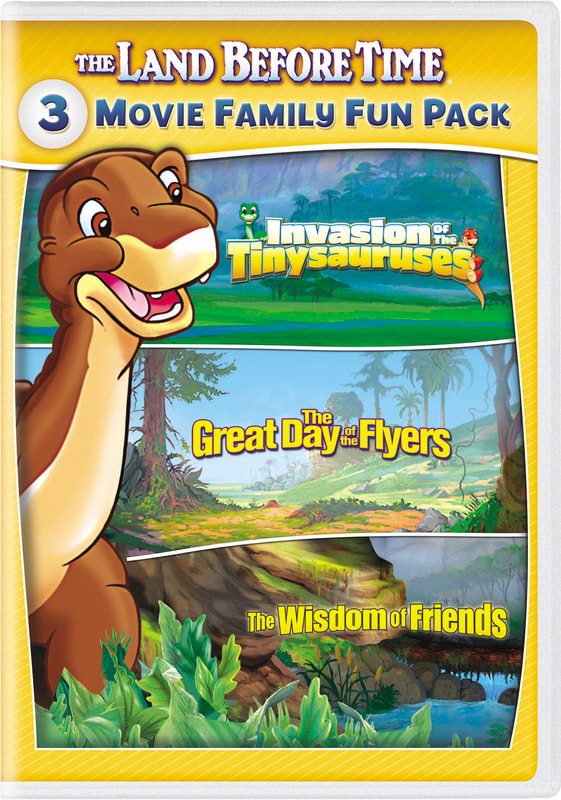 THE LAND BEFORE TIME
3 MOVIE FAMILY FUN PACK
Invasion of The
Tinysauruses
The
Great Day of the Flyers
The Wisdom of Friends